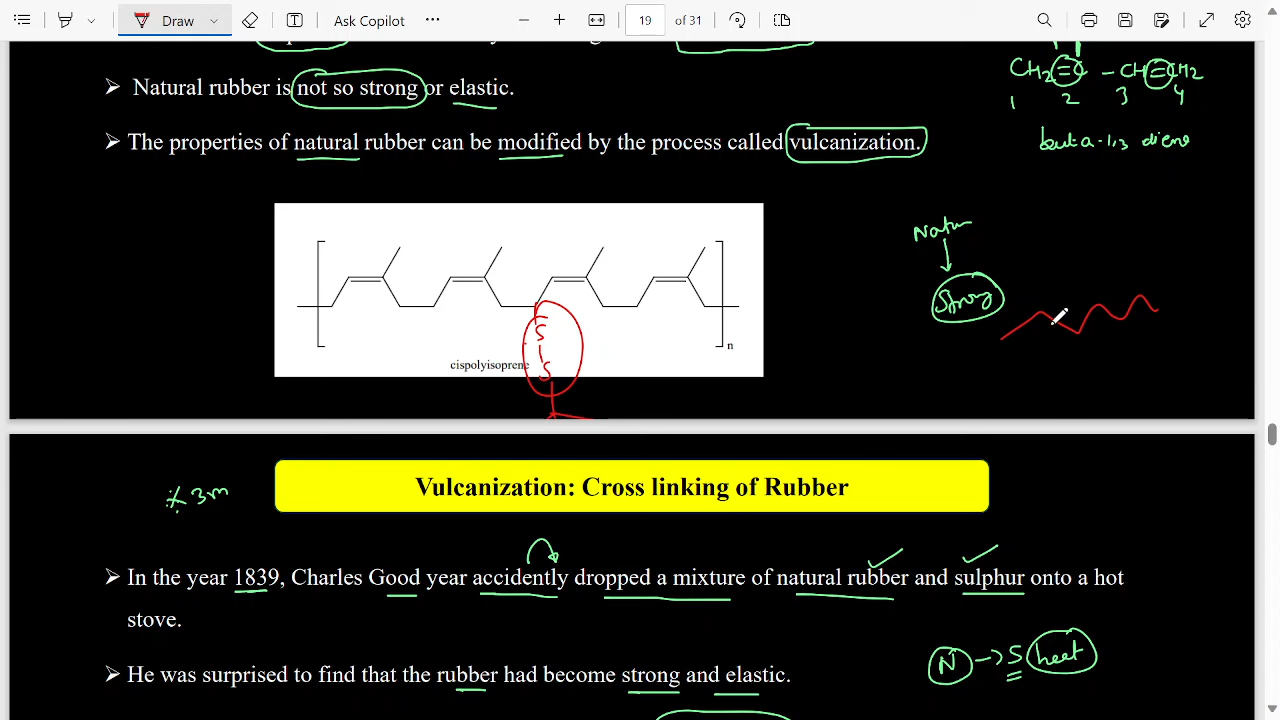 Draw
Ask Copilot
19 of 31
CH2=C – CH=CH2
1 2 3 4
➢ Natural rubber is not so strong or elastic.
➢ The properties of natural rubber can be modified by the process called vulcanization.
buta-1,3 diene
Natur
Strong
S
S
n
cispolyisoprene
3m
Vulcanization: Cross linking of Rubber
➢ In the year 1839, Charles Good year accidently dropped a mixture of natural rubber and sulphur onto a hot
stove.
N → S heat
➢ He was surprised to find that the rubber had become strong and elastic.